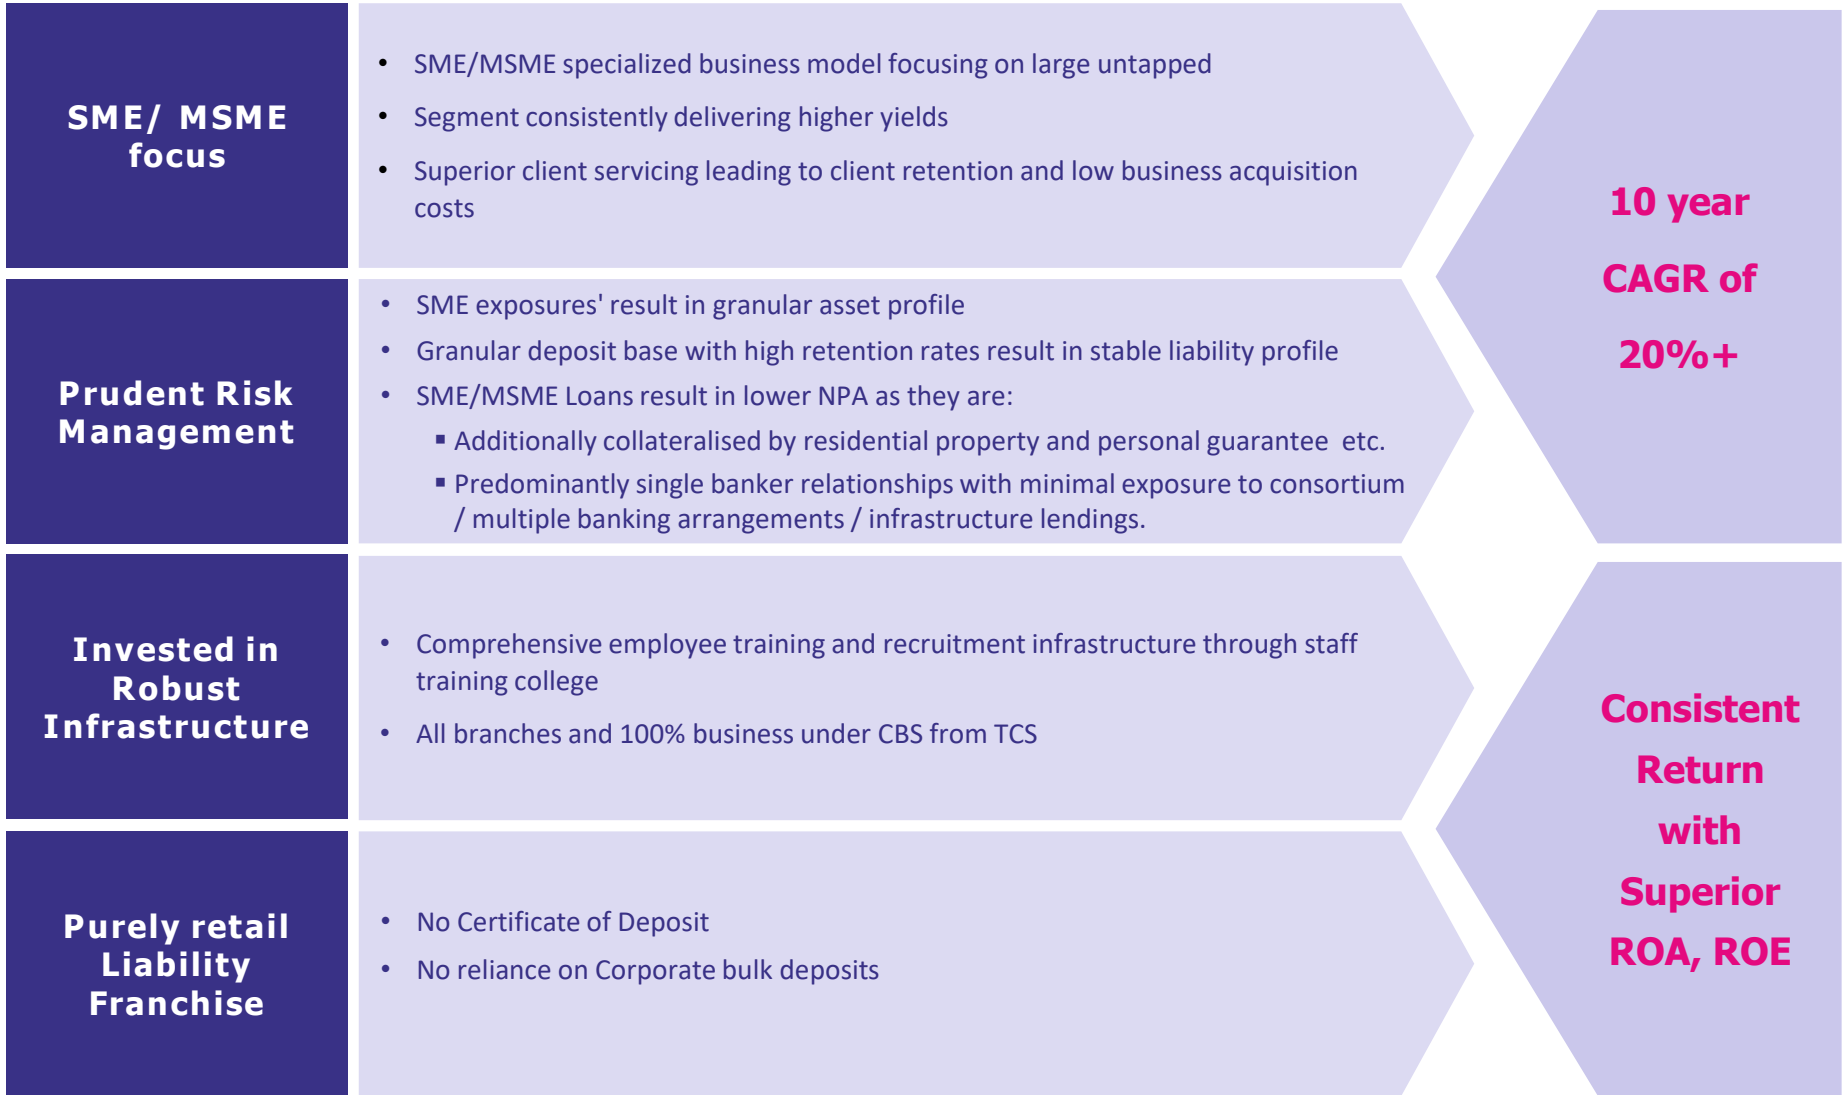 SME/ MSME
focus
• SME/MSME specialized business model focusing on large untapped
• Segment consistently delivering higher yields
• Superior client servicing leading to client retention and low business acquisition
costs
Prudent Risk
Management
• SME exposures' result in granular asset profile
• Granular deposit base with high retention rates result in stable liability profile
• SME/MSME Loans result in lower NPA as they are:
▪ Additionally collateralised by residential property and personal guarantee etc.
▪ Predominantly single banker relationships with minimal exposure to consortium
/ multiple banking arrangements / infrastructure lendings.
10 year
CAGR of
20%+
Invested in
Robust
Infrastructure
• Comprehensive employee training and recruitment infrastructure through staff
training college
• All branches and 100% business under CBS from TCS
Purely retail
Liability
Franchise
• No Certificate of Deposit
• No reliance on Corporate bulk deposits
Consistent
Return
with
Superior
ROA, ROE